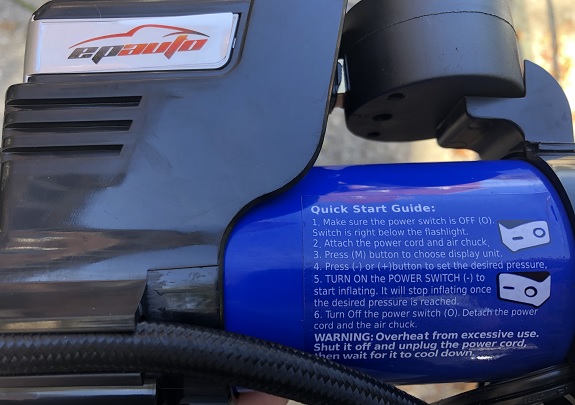 epauto
Quick Start Guide:
1. Make sure the power switch is OFF (O).
Switch is right below the flashlight.
2. Attach the power cord and air chuck.
3. Press (M) button to choose display unit.
4. Press (-) or (+)button to set the desired pressure,
5. TURN ON the POWER SWITCH (-) to
start inflating. It will stop inflating once
the desired pressure is reached.
6. Turn Off the power switch (O). Detach the power
cord and the air chuck.
WARNING: Overheat from excessive use.
Shut it off and unplug the power cord,
then wait for it to cool down.